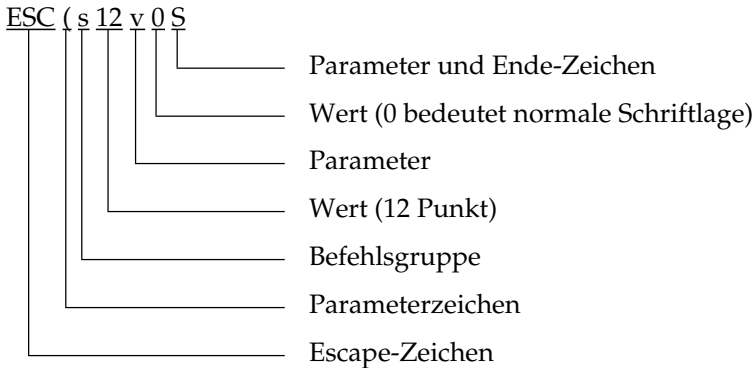 ESC ( s 12 v 0 S
Parameter und Ende-Zeichen
Wert (0 bedeutet normale Schriftlage)
Parameter
Wert (12 Punkt)
Befehlsgruppe
Parameterzeichen
Escape-Zeichen